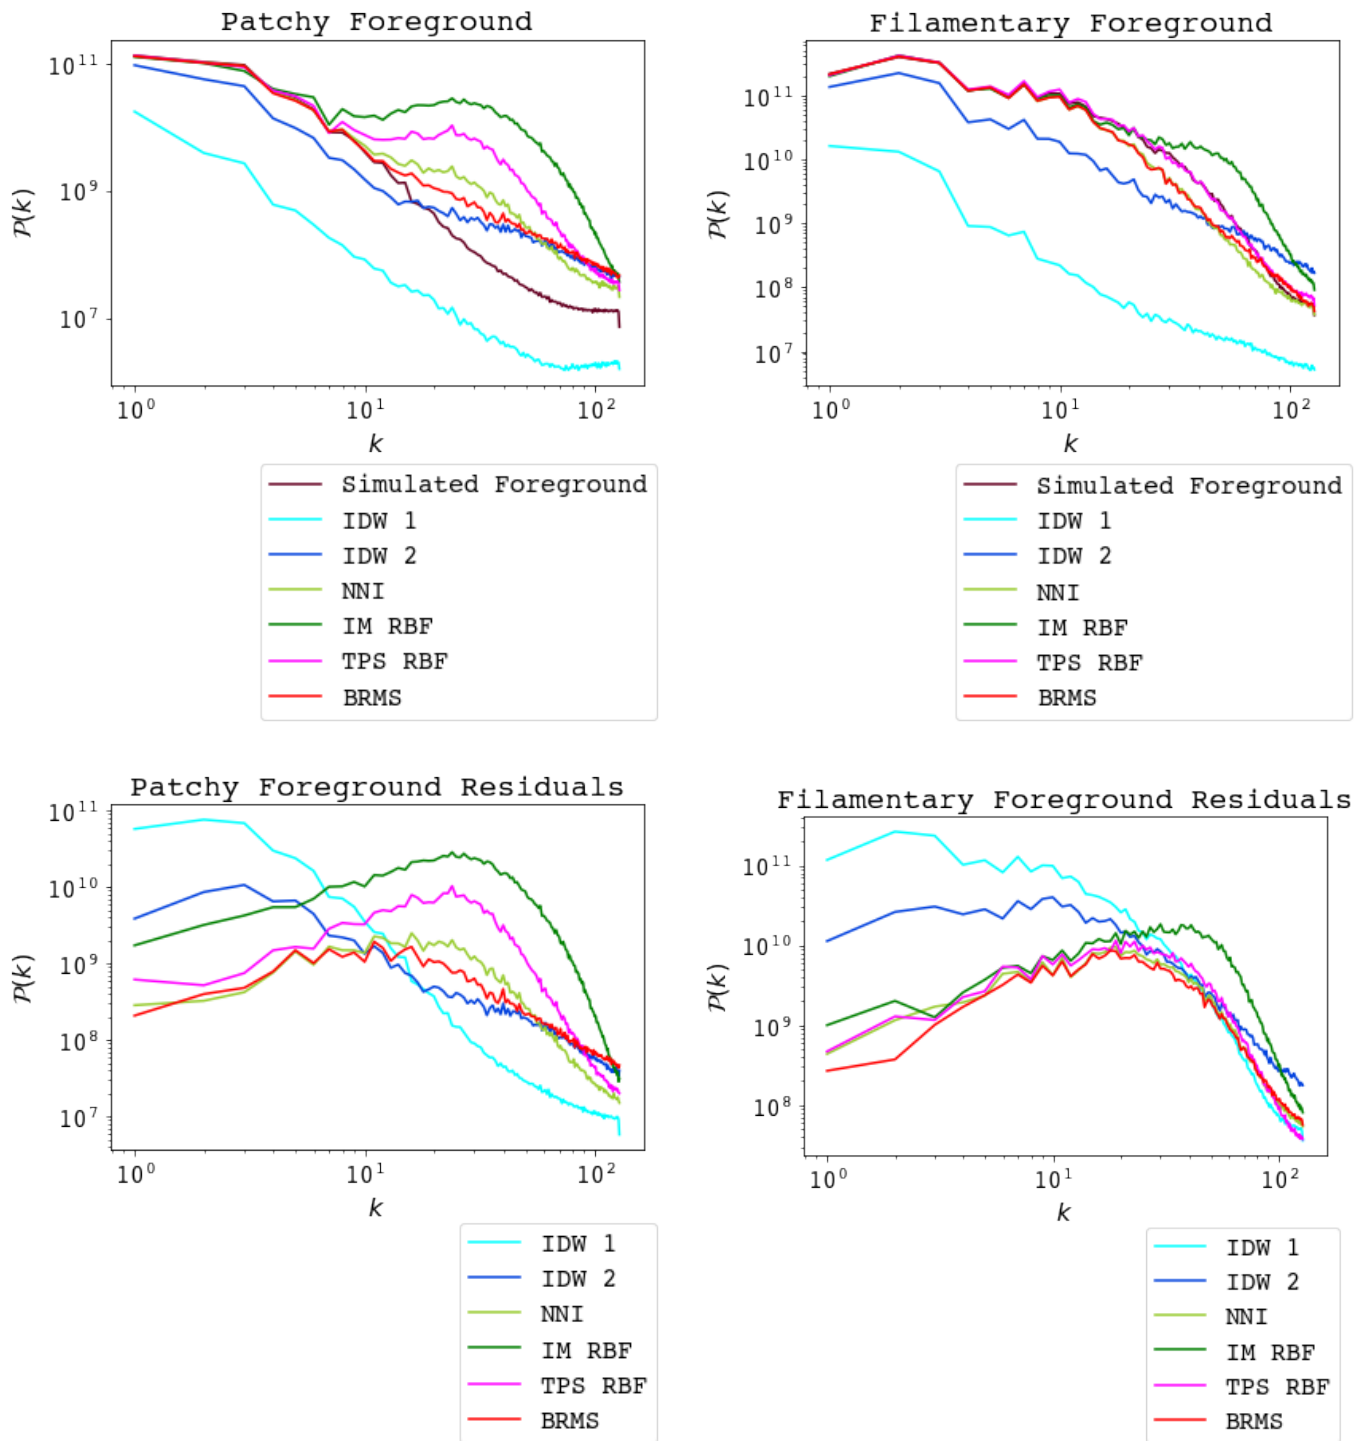 Patchy Foreground
10^11
10^9
10^7
P(k)
10^0
10^1
10^2
k
Simulated Foreground
IDW 1
IDW 2
NNI
IM RBF
TPS RBF
BRMS
Filamentary Foreground
10^11
10^10
10^9
10^8
10^7
P(k)
10^0
10^1
10^2
k
Simulated Foreground
IDW 1
IDW 2
NNI
IM RBF
TPS RBF
BRMS
Patchy Foreground Residuals
10^11
10^10
10^9
10^8
10^7
P(k)
10^0
10^1
10^2
k
IDW 1
IDW 2
NNI
IM RBF
TPS RBF
BRMS
Filamentary Foreground Residuals
10^11
10^10
10^9
10^8
P(k)
10^0
10^1
10^2
k
IDW 1
IDW 2
NNI
IM RBF
TPS RBF
BRMS